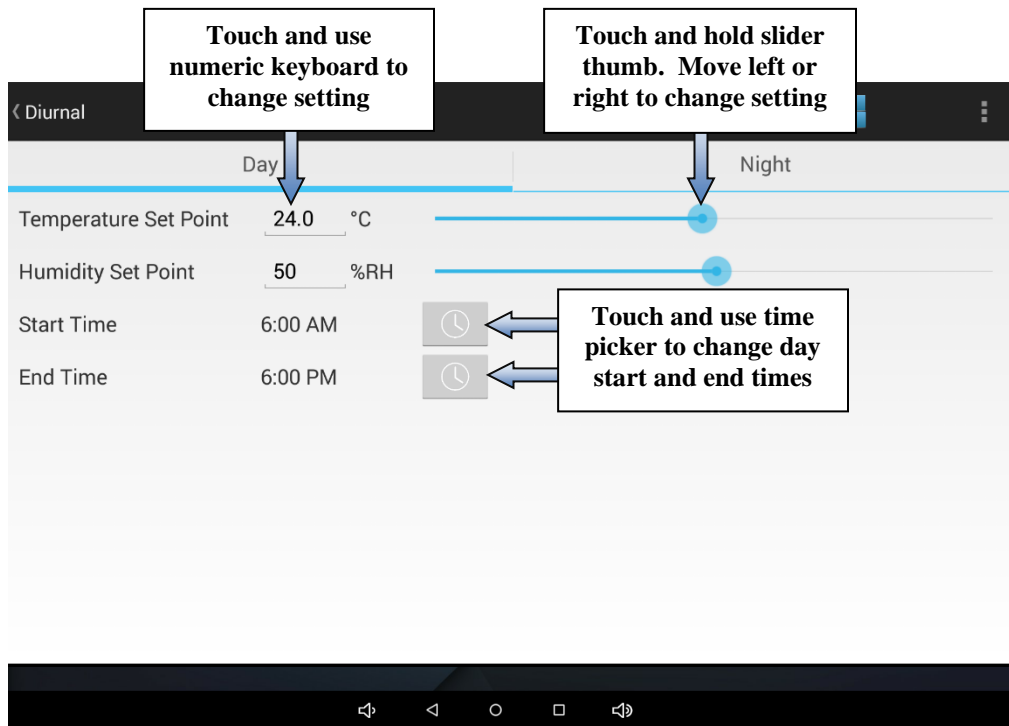 Touch and use
numeric keyboard to
change setting
Touch and hold slider
thumb.  Move left or
right to change setting
Diurnal
Day
Night
Temperature Set Point 24.0 °C
Humidity Set Point 50 %RH
Start Time 6:00 AM
End Time 6:00 PM
Touch and use time
picker to change day
start and end times